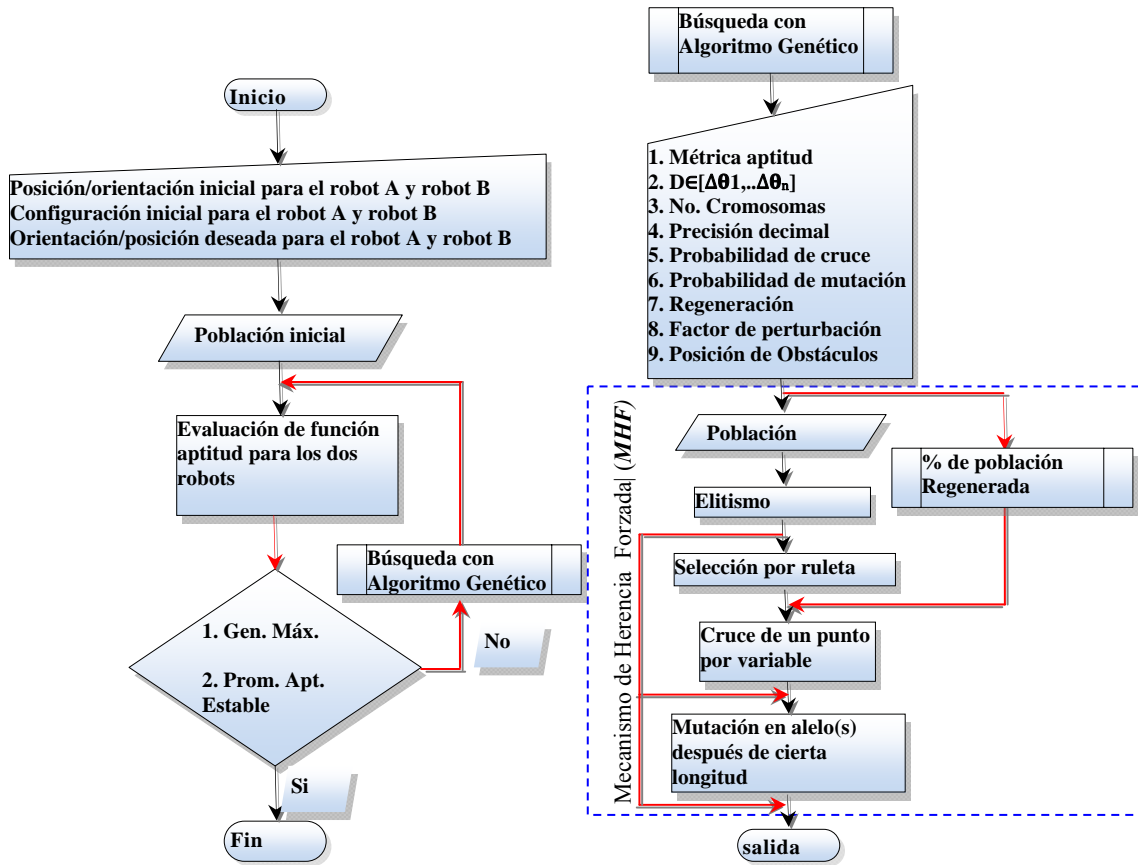 Inicio
Posición/orientación inicial para el robot A y robot B
Configuración inicial para el robot A y robot B
Orientación/posición deseada para el robot A y robot B
Población inicial
Evaluación de función
aptitud para los dos
robots
Búsqueda con
Algoritmo Genético
1. Gen. Máx.
2. Prom. Apt.
Estable
No
Si
Fin
Búsqueda con
Algoritmo Genético
1. Métrica aptitud
2. D∈[Δθ1,..Δθₙ]
3. No. Cromosomas
4. Precisión decimal
5. Probabilidad de cruce
6. Probabilidad de mutación
7. Regeneración
8. Factor de perturbación
9. Posición de Obstáculos
Mecanismo de Herencia Forzada| (MHF)
Población
% de población
Regenerada
Elitismo
Selección por ruleta
Cruce de un punto
por variable
Mutación en alelo(s)
después de cierta
longitud
salida